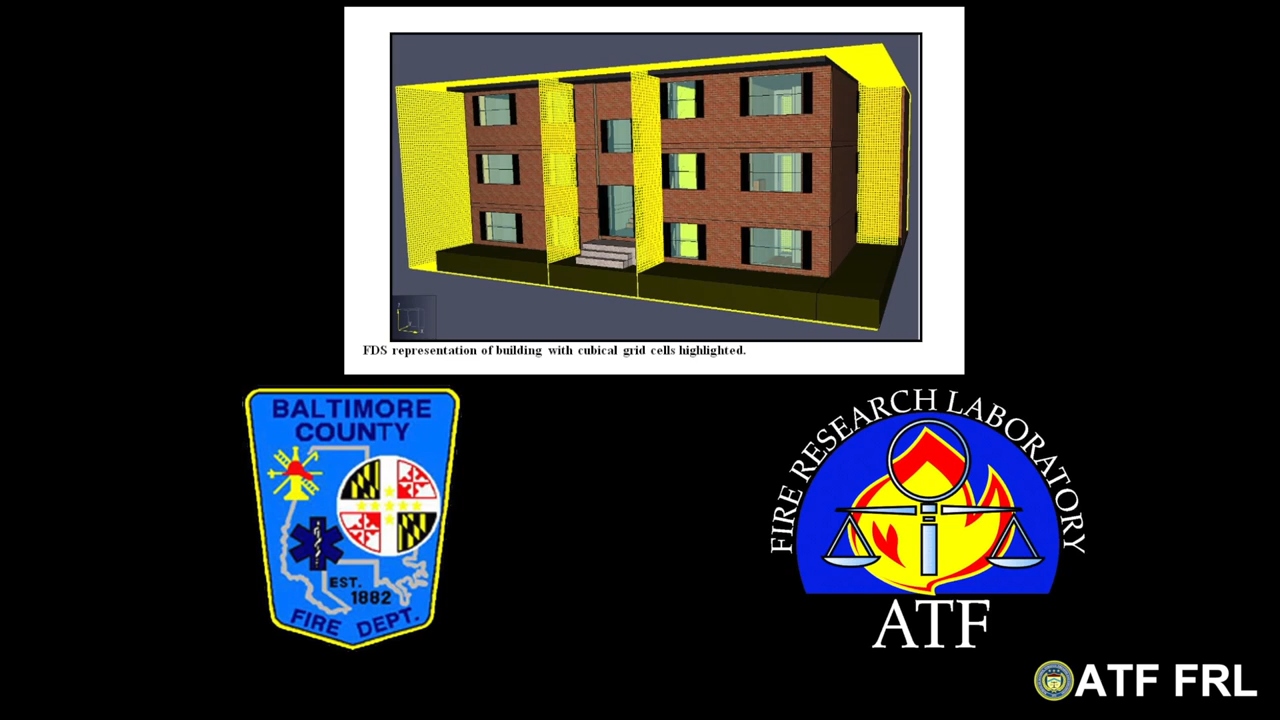 FDS representation of building with cubical grid cells highlighted.
BALTIMORE
COUNTY
EST.
1882
FIRE DEPT.
FIRE RESEARCH LABORATORY
ATF
ATF FRL